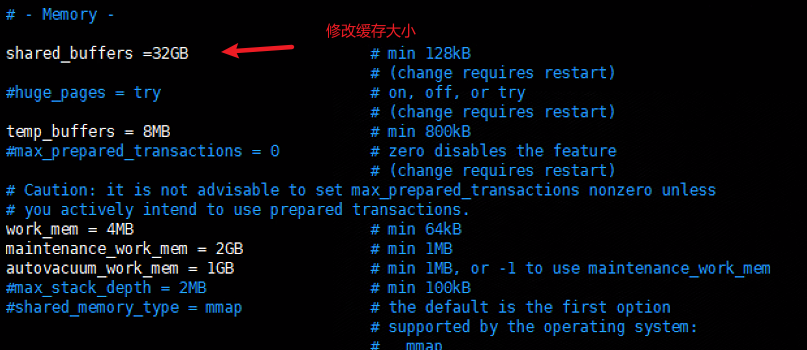 # - Memory -
修改缓存大小
shared_buffers =32GB # min 128kB
# (change requires restart)
#huge_pages = try # on, off, or try
# (change requires restart)
temp_buffers = 8MB # min 800kB
#max_prepared_transactions = 0 # zero disables the feature
# (change requires restart)
# Caution: it is not advisable to set max_prepared_transactions nonzero unless
# you actively intend to use prepared transactions.
work_mem = 4MB # min 64kB
maintenance_work_mem = 2GB # min 1MB
autovacuum_work_mem = 1GB # min 1MB, or -1 to use maintenance_work_mem
#max_stack_depth = 2MB # min 100kB
#shared_memory_type = mmap # the default is the first option
# supported by the operating system:
# mmap